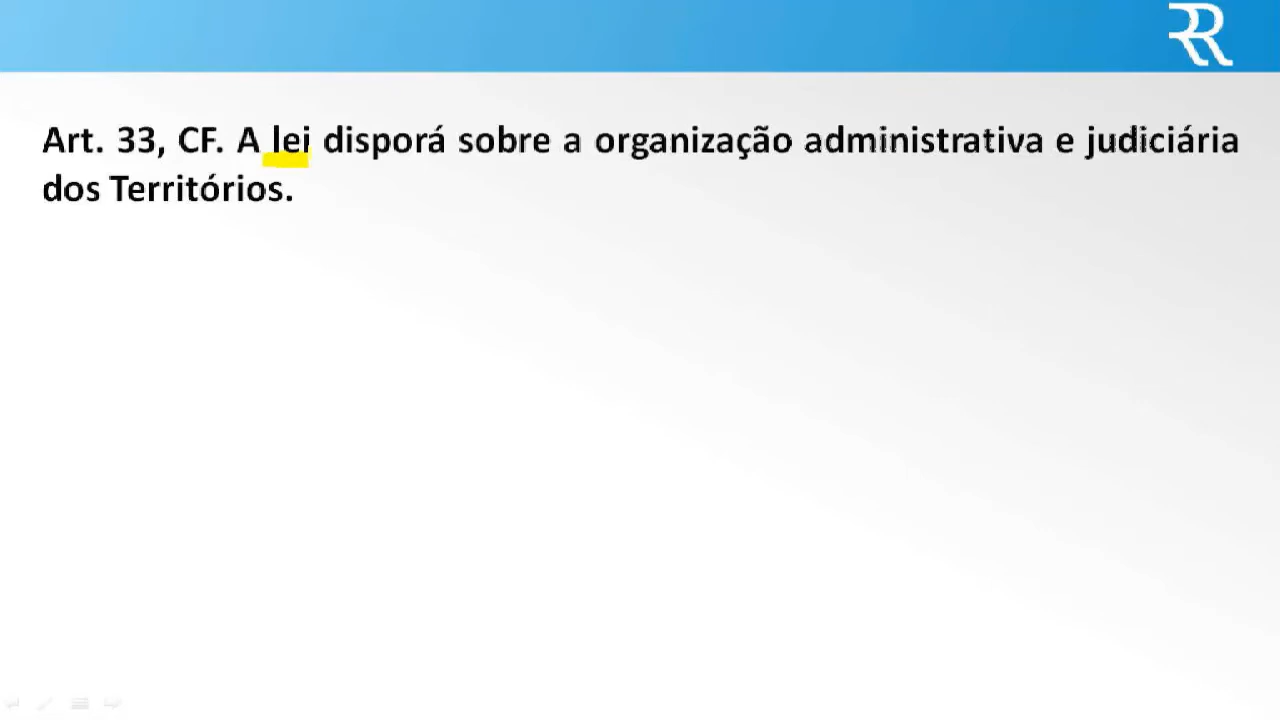 Art. 33, CF. A lei disporá sobre a organização administrativa e judiciária
dos Territórios.